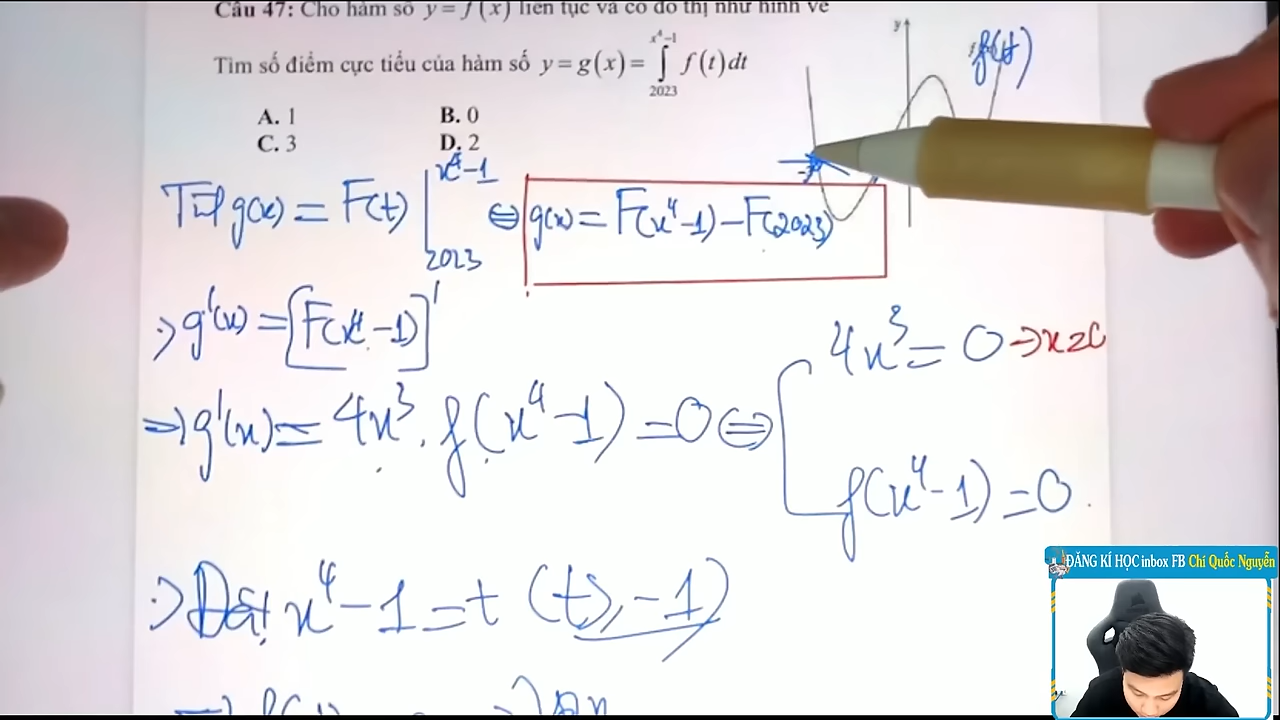 Câu 47: Cho hàm số y = f(x) liên tục và có đồ thị như hình vẽ
Tìm số điểm cực tiểu của hàm số y = g(x) = ∫_{2023}^{x⁴-1} f(t)dt
A. 1
B. 0
C. 3
D. 2
y
f(t)
g(x) = F(t) |_{2023}^{x⁴-1} ⇔ g(x) = F(x⁴-1) - F(2023)
⇒ g'(x) = [F(x⁴-1)]'
4x³ = 0 → x = 0
⇒ g'(x) = 4x³. f(x⁴-1) = 0 ⇔
f(x⁴-1) = 0
Đặt x⁴-1 = t (t ≥ -1)
ĐĂNG KÍ HỌC inbox FB Chí Quốc Nguyễn